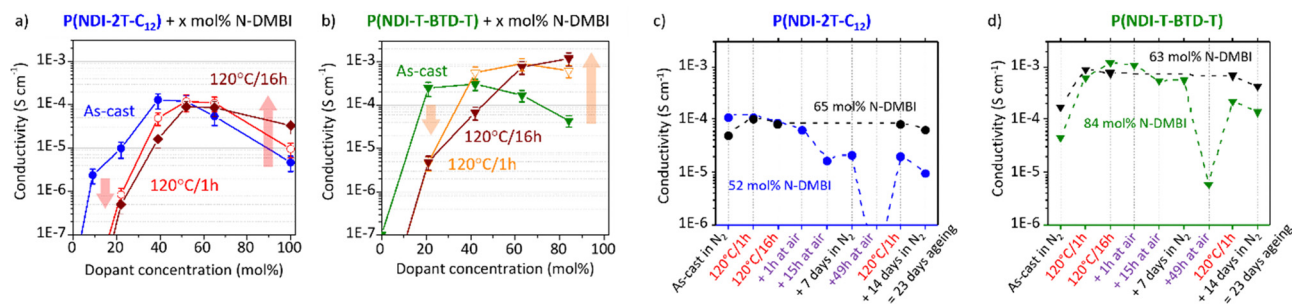 a) P(NDI-2T-C12) + x mol% N-DMBI
Conductivity (S cm⁻¹)
1E-3
1E-4
1E-5
1E-6
1E-7
As-cast
120°C/16h
120°C/1h
0 20 40 60 80 100
Dopant concentration (mol%)
b) P(NDI-T-BTD-T) + x mol% N-DMBI
Conductivity (S cm⁻¹)
1E-2
1E-3
1E-4
1E-5
1E-6
1E-7
As-cast
120°C/16h
120°C/1h
0 20 40 60 80 100
Dopant concentration (mol%)
c) P(NDI-2T-C12)
Conductivity (S cm⁻¹)
1E-2
1E-3
1E-4
1E-5
1E-6
65 mol% N-DMBI
52 mol% N-DMBI
As-cast in N2
120°C/1h
120°C/16h
+ 1h at air
+ 15h at air
+ 7 days in N2
+49h at air
120°C/1h
+ 14 days in N2
= 23 days ageing
d) P(NDI-T-BTD-T)
Conductivity (S cm⁻¹)
1E-2
1E-3
1E-4
1E-5
1E-6
63 mol% N-DMBI
84 mol% N-DMBI
As-cast in N2
120°C/1h
120°C/16h
+ 1h at air
+ 15h at air
+ 7 days in N2
+49h at air
120°C/1h
+ 14 days in N2
= 23 days ageing